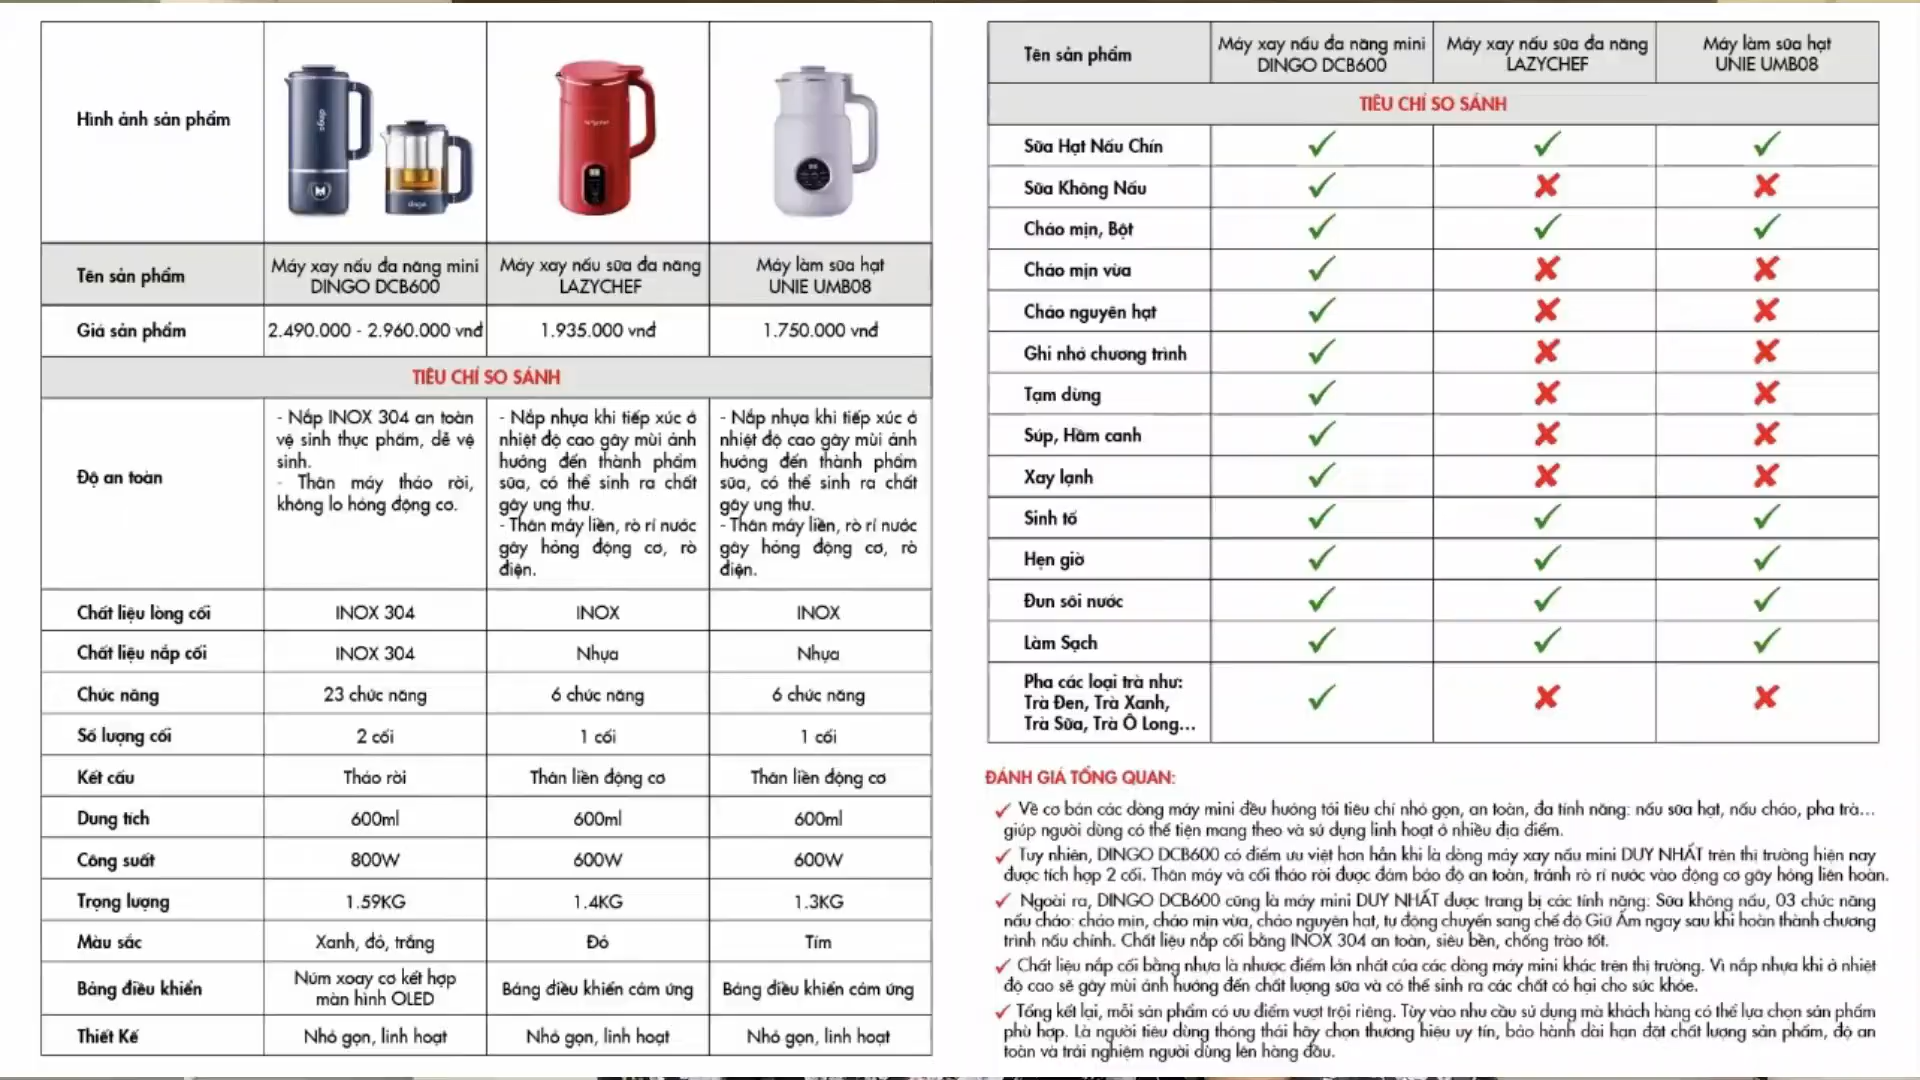 Hình ảnh sản phẩm
dingo
dingo
lazychef
Tên sản phẩm
Máy xay nấu đa năng mini
DINGO DCB600
Máy xay nấu sữa đa năng
LAZYCHEF
Máy làm sữa hạt
UNIE UMB08
Giá sản phẩm
2.490.000 - 2.960.000 vnđ
1.935.000 vnđ
1.750.000 vnđ
TIÊU CHÍ SO SÁNH
Độ an toàn
- Nắp INOX 304 an toàn
vệ sinh thực phẩm, dễ vệ
sinh.
- Thân máy tháo rời,
không lo hỏng động cơ.
- Nắp nhựa khi tiếp xúc ở
nhiệt độ cao gây mùi ảnh
hưởng đến thành phẩm
sữa, có thể sinh ra chất
gây ung thư.
- Thân máy liền, rò rỉ nước
gây hỏng động cơ, rò
điện.
- Nắp nhựa khi tiếp xúc ở
nhiệt độ cao gây mùi ảnh
hưởng đến thành phẩm
sữa, có thể sinh ra chất
gây ung thư.
- Thân máy liền, rò rỉ nước
gây hỏng động cơ, rò
điện.
Chất liệu lòng cối
INOX 304
INOX
INOX
Chất liệu nắp cối
INOX 304
Nhựa
Nhựa
Chức năng
23 chức năng
6 chức năng
6 chức năng
Số lượng cối
2 cối
1 cối
1 cối
Kết cấu
Tháo rời
Thân liền động cơ
Thân liền động cơ
Dung tích
600ml
600ml
600ml
Công suất
800W
600W
600W
Trọng lượng
1.59KG
1.4KG
1.3KG
Màu sắc
Xanh, đỏ, trắng
Đỏ
Tím
Bảng điều khiển
Núm xoay cơ kết hợp
màn hình OLED
Bảng điều khiển cảm ứng
Bảng điều khiển cảm ứng
Thiết Kế
Nhỏ gọn, linh hoạt
Nhỏ gọn, linh hoạt
Nhỏ gọn, linh hoạt
Tên sản phẩm
Máy xay nấu đa năng mini
DINGO DCB600
Máy xay nấu sữa đa năng
LAZYCHEF
Máy làm sữa hạt
UNIE UMB08
TIÊU CHÍ SO SÁNH
Sữa Hạt Nấu Chín
Sữa Không Nấu
Cháo mịn, Bột
Cháo mịn vừa
Cháo nguyên hạt
Ghi nhớ chương trình
Tạm dừng
Súp, Hầm canh
Xay lạnh
Sinh tố
Hẹn giờ
Đun sôi nước
Làm Sạch
Pha các loại trà như:
Trà Đen, Trà Xanh,
Trà Sữa, Trà Ô Long...
ĐÁNH GIÁ TỔNG QUAN:
Về cơ bản các dòng máy mini đều hướng tới tiêu chí nhỏ gọn, an toàn, đa tính năng: nấu sữa hạt, nấu cháo, pha trà...
giúp người dùng có thể tiện mang theo và sử dụng linh hoạt ở nhiều địa điểm.
Tuy nhiên, DINGO DCB600 có điểm ưu việt hơn hẳn khi là dòng máy xay nấu mini DUY NHẤT trên thị trường hiện nay
được tích hợp 2 cối. Thân máy và cối tháo rời được đảm bảo độ an toàn, tránh rò rỉ nước vào động cơ gây hỏng liên hoàn.
Ngoài ra, DINGO DCB600 cũng là máy mini DUY NHẤT được trang bị các tính năng: Sữa không nấu, 03 chức năng
nấu cháo: cháo mịn, cháo mịn vừa, cháo nguyên hạt, tự động chuyển sang chế độ Giữ Ấm ngay sau khi hoàn thành chương
trình nấu chính. Chất liệu nắp cối bằng INOX 304 an toàn, siêu bền, chống trào tốt.
Chất liệu nắp cối bằng nhựa là nhược điểm lớn nhất của các dòng máy mini khác trên thị trường. Vì nắp nhựa khi ở nhiệt
độ cao sẽ gây mùi ảnh hưởng đến chất lượng sữa và có thể sinh ra các chất có hại cho sức khỏe.
Tổng kết lại, mỗi sản phẩm có ưu điểm vượt trội riêng. Tùy vào nhu cầu sử dụng mà khách hàng có thể lựa chọn sản phẩm
phù hợp. Là người tiêu dùng thông thái hãy chọn thương hiệu uy tín, bảo hành dài hạn đặt chất lượng sản phẩm, độ an
toàn và trải nghiệm người dùng lên hàng đầu.